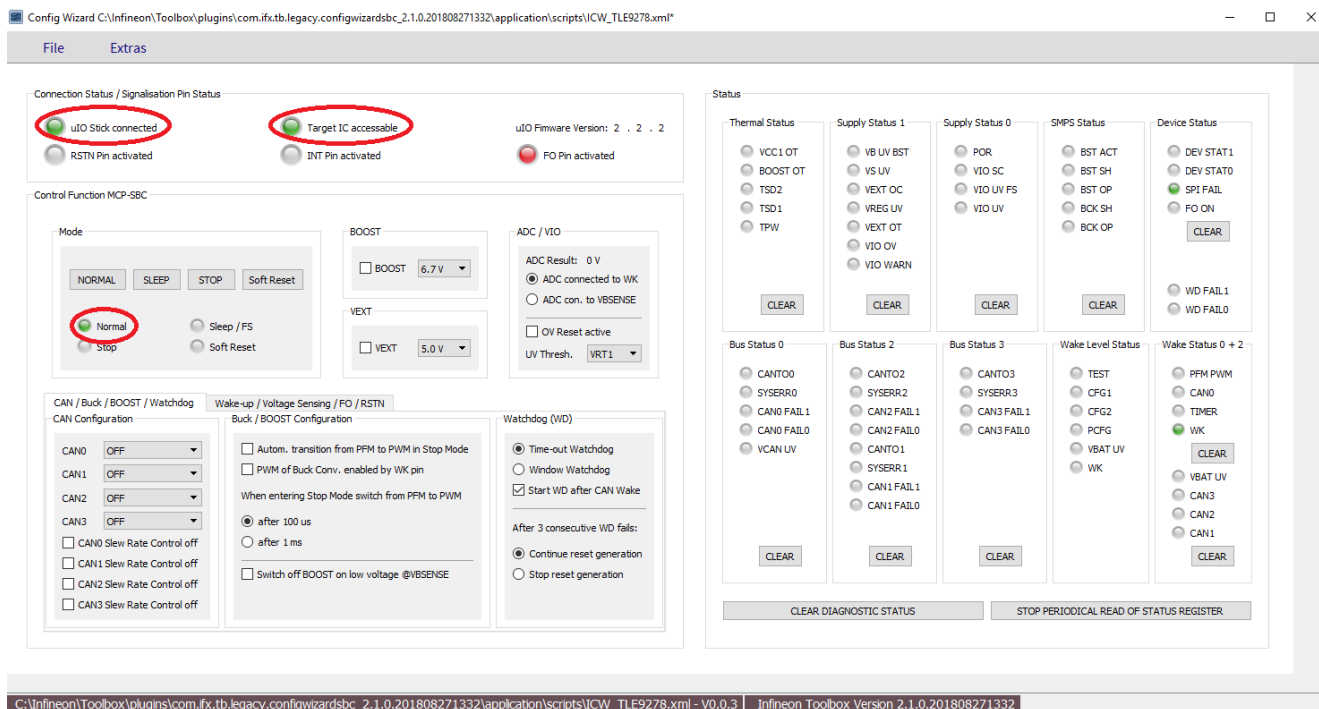 Config Wizard C:\Infineon\Toolbox\plugins\com.ifx.tb.legacy.configwizardsbc_2.1.0.201808271332\application\scripts\ICW_TLE9278.xml*
File Extras
Connection Status / Signalisation Pin Status
uIO Stick connected
Target IC accessable
uIO Fimware Version: 2 . 2 . 2
RSTN Pin activated
INT Pin activated
FO Pin activated
Control Function MCP-SBC
Mode
NORMAL
SLEEP
STOP
Soft Reset
Normal
Sleep / FS
Stop
Soft Reset
BOOST
BOOST 6.7 V
VEXT
VEXT 5.0 V
ADC / VIO
ADC Result: 0 V
ADC connected to WK
ADC con. to VBSENSE
OV Reset active
UV Thresh. VRT1
CAN / Buck / BOOST / Watchdog
Wake-up / Voltage Sensing / FO / RSTN
CAN Configuration
CAN0 OFF
CAN1 OFF
CAN2 OFF
CAN3 OFF
CAN0 Slew Rate Control off
CAN1 Slew Rate Control off
CAN2 Slew Rate Control off
CAN3 Slew Rate Control off
Buck / BOOST Configuration
Autom. transition from PFM to PWM in Stop Mode
PWM of Buck Conv. enabled by WK pin
When entering Stop Mode switch from PFM to PWM
after 100 us
after 1 ms
Switch off BOOST on low voltage @VBSENSE
Watchdog (WD)
Time-out Watchdog
Window Watchdog
Start WD after CAN Wake
After 3 consecutive WD fails:
Continue reset generation
Stop reset generation
Status
Thermal Status
VCC1 OT
BOOST OT
TSD2
TSD1
TPW
CLEAR
Supply Status 1
VB UV BST
VS UV
VEXT OC
VREG UV
VEXT OT
VIO OV
VIO WARN
CLEAR
Supply Status 0
POR
VIO SC
VIO UV FS
VIO UV
CLEAR
SMPS Status
BST ACT
BST SH
BST OP
BCK SH
BCK OP
CLEAR
Device Status
DEV STAT1
DEV STAT0
SPI FAIL
FO ON
CLEAR
WD FAIL1
WD FAIL0
Bus Status 0
CANTO0
SYSERR0
CAN0 FAIL1
CAN0 FAIL0
VCAN UV
CLEAR
Bus Status 2
CANTO2
SYSERR2
CAN2 FAIL1
CAN2 FAIL0
CANTO1
SYSERR1
CAN1 FAIL1
CAN1 FAIL0
CLEAR
Bus Status 3
CANTO3
SYSERR3
CAN3 FAIL1
CAN3 FAIL0
CLEAR
Wake Level Status
TEST
CFG1
CFG2
PCFG
VBAT UV
WK
Wake Status 0 + 2
PFM PWM
CAN0
TIMER
WK
CLEAR
VBAT UV
CAN3
CAN2
CAN1
CLEAR
CLEAR DIAGNOSTIC STATUS
STOP PERIODICAL READ OF STATUS REGISTER
C:\Infineon\Toolbox\plugins\com.ifx.tb.legacy.configwizardsbc_2.1.0.201808271332\application\scripts\ICW_TLE9278.xml - V0.0.3
Infineon Toolbox Version 2.1.0.201808271332